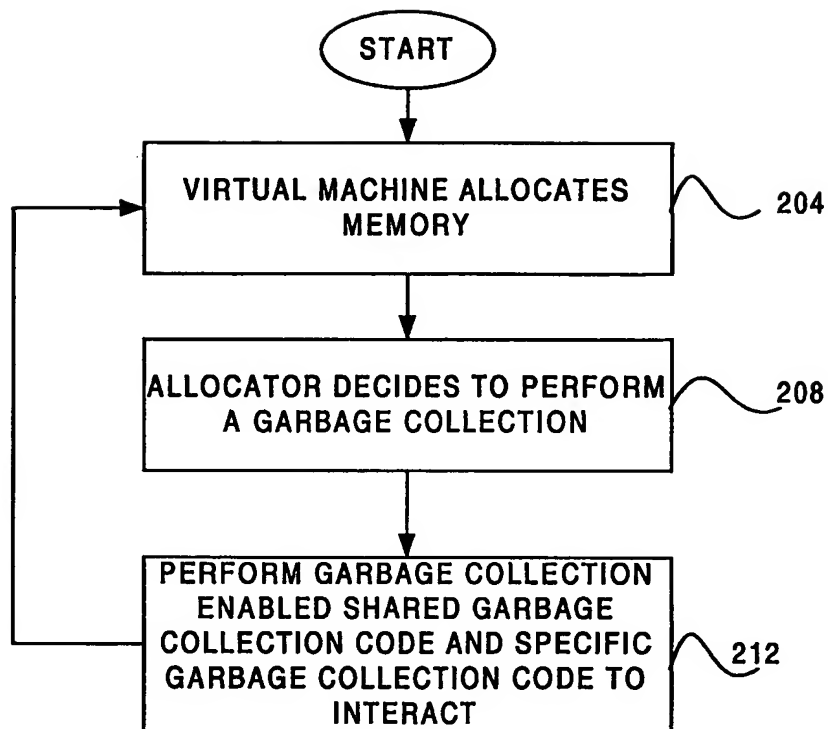 START
VIRTUAL MACHINE ALLOCATES
MEMORY
204
ALLOCATOR DECIDES TO PERFORM
A GARBAGE COLLECTION
208
PERFORM GARBAGE COLLECTION
ENABLED SHARED GARBAGE
COLLECTION CODE AND SPECIFIC
GARBAGE COLLECTION CODE TO
INTERACT
212